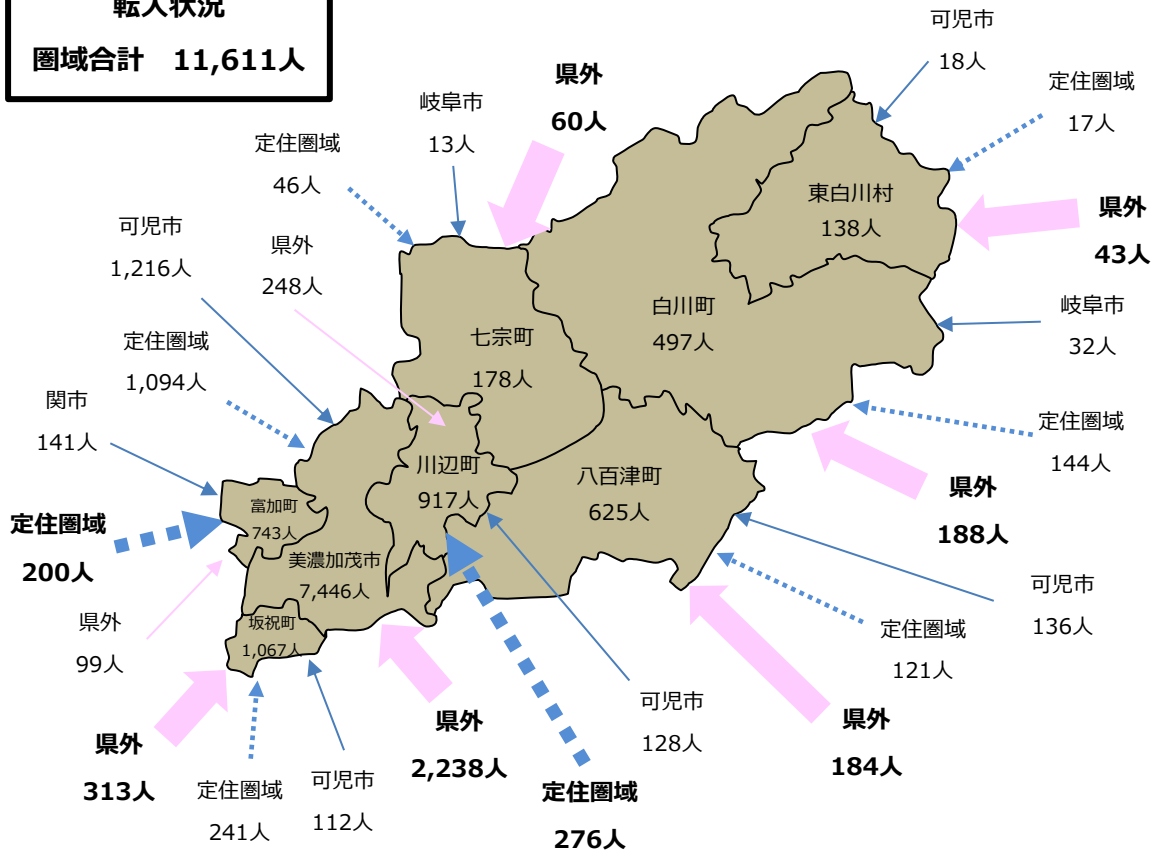 転入状況
圏域合計　11,611人
可児市
18人
県外
60人
岐阜市
13人
定住圏域
17人
定住圏域
46人
東白川村
138人
県外
43人
可児市
1,216人
県外
248人
白川町
497人
岐阜市
32人
七宗町
178人
定住圏域
1,094人
関市
141人
定住圏域
144人
川辺町
917人
八百津町
625人
富加町
743人
県外
188人
定住圏域
200人
美濃加茂市
7,446人
可児市
136人
県外
99人
坂祝町
1,067人
定住圏域
121人
可児市
128人
県外
184人
県外
2,238人
県外
313人
定住圏域
241人
可児市
112人
定住圏域
276人